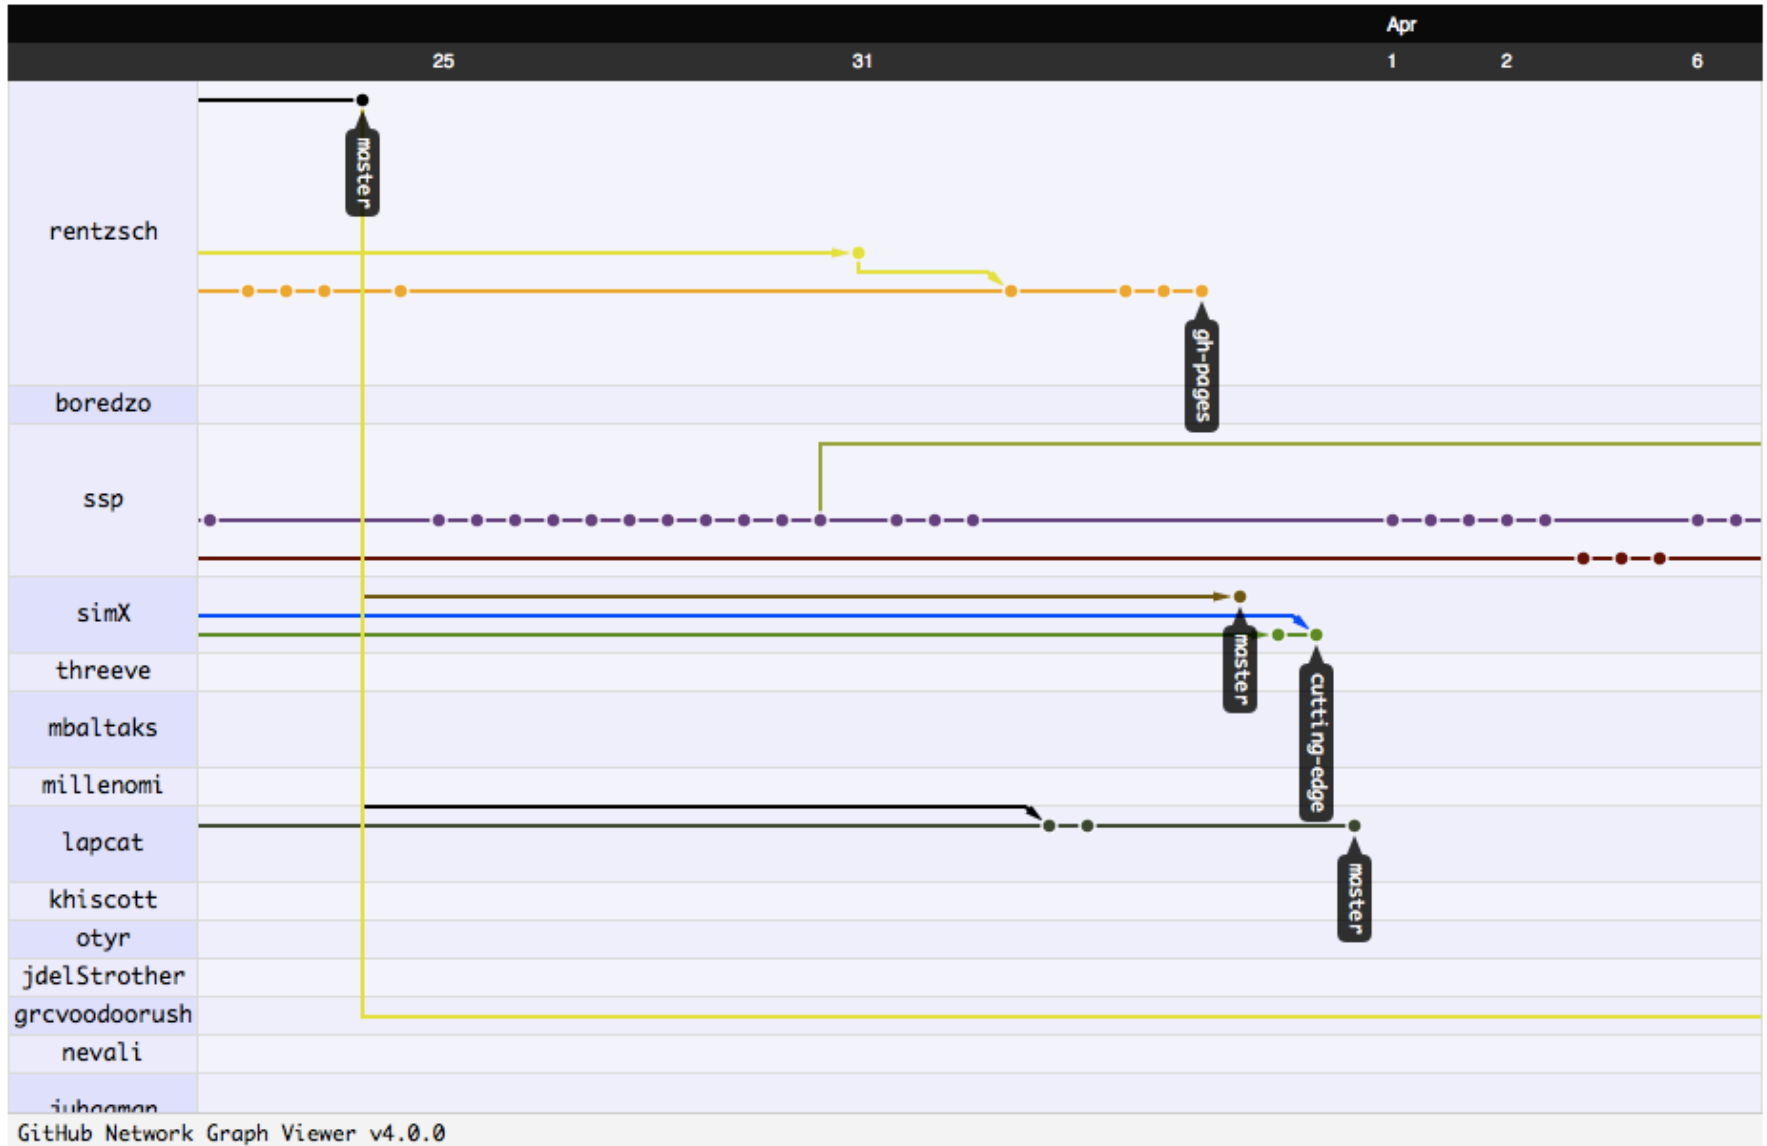 Apr
25 31 1 2 6
rentzsch
master
gh-pages
boredzo
ssp
simX
master
cutting-edge
threeve
mbaltaks
millenomi
lapcat
master
khiscott
otyr
jdelStrother
grcvoodoorush
nevali
GitHub Network Graph Viewer v4.0.0